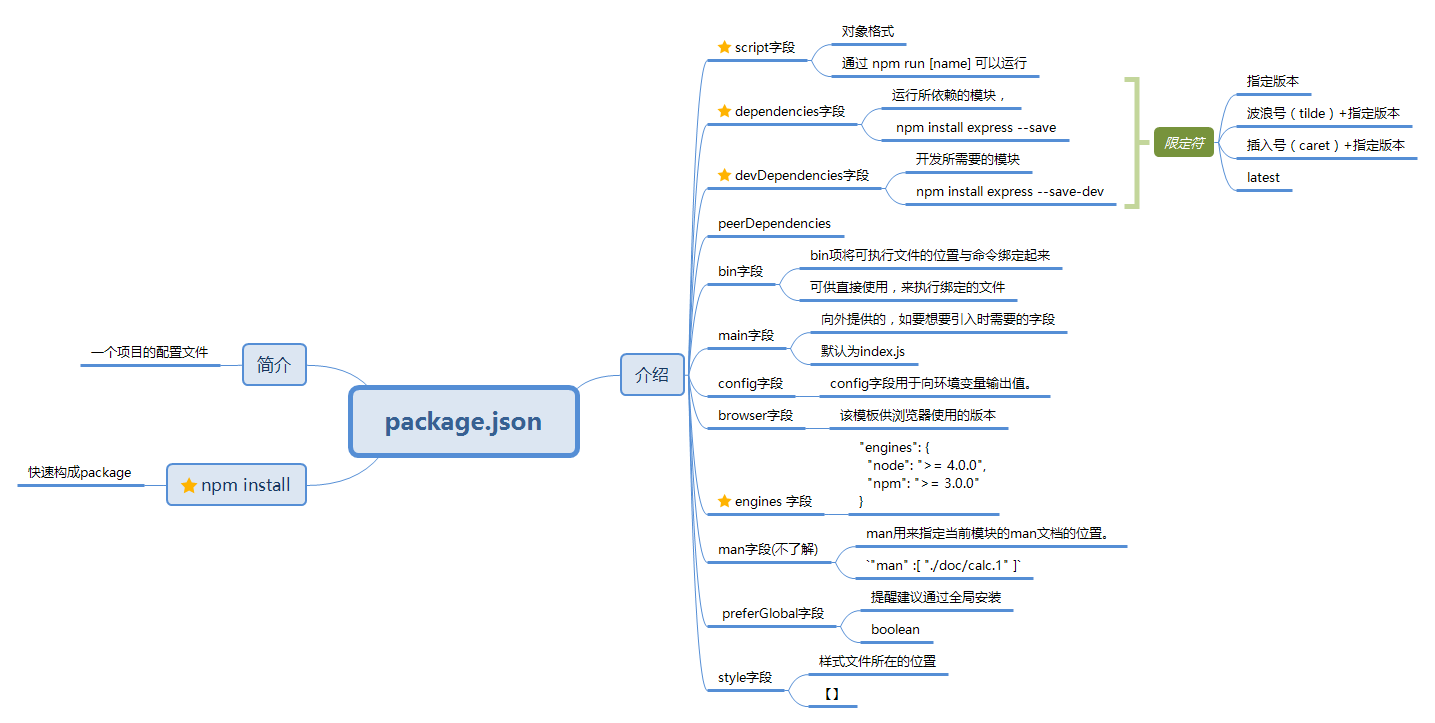 package.json
简介
一个项目的配置文件
npm install
快速构成package
介绍
script字段
对象格式
通过 npm run [name] 可以运行
dependencies字段
运行所依赖的模块，
npm install express --save
devDependencies字段
开发所需要的模块
npm install express --save-dev
限定符
指定版本
波浪号（tilde）+指定版本
插入号（caret）+指定版本
latest
peerDependencies
bin字段
bin项将可执行文件的位置与命令绑定起来
可供直接使用，来执行绑定的文件
main字段
向外提供的，如要想要引入时需要的字段
默认为index.js
config字段
config字段用于向环境变量输出值。
browser字段
该模板供浏览器使用的版本
engines 字段
"engines": {
"node": ">= 4.0.0",
"npm": ">= 3.0.0"
}
man字段(不了解)
man用来指定当前模块的man文档的位置。
`"man" :[ "./doc/calc.1" ]`
preferGlobal字段
提醒建议通过全局安装
boolean
style字段
样式文件所在的位置
【】